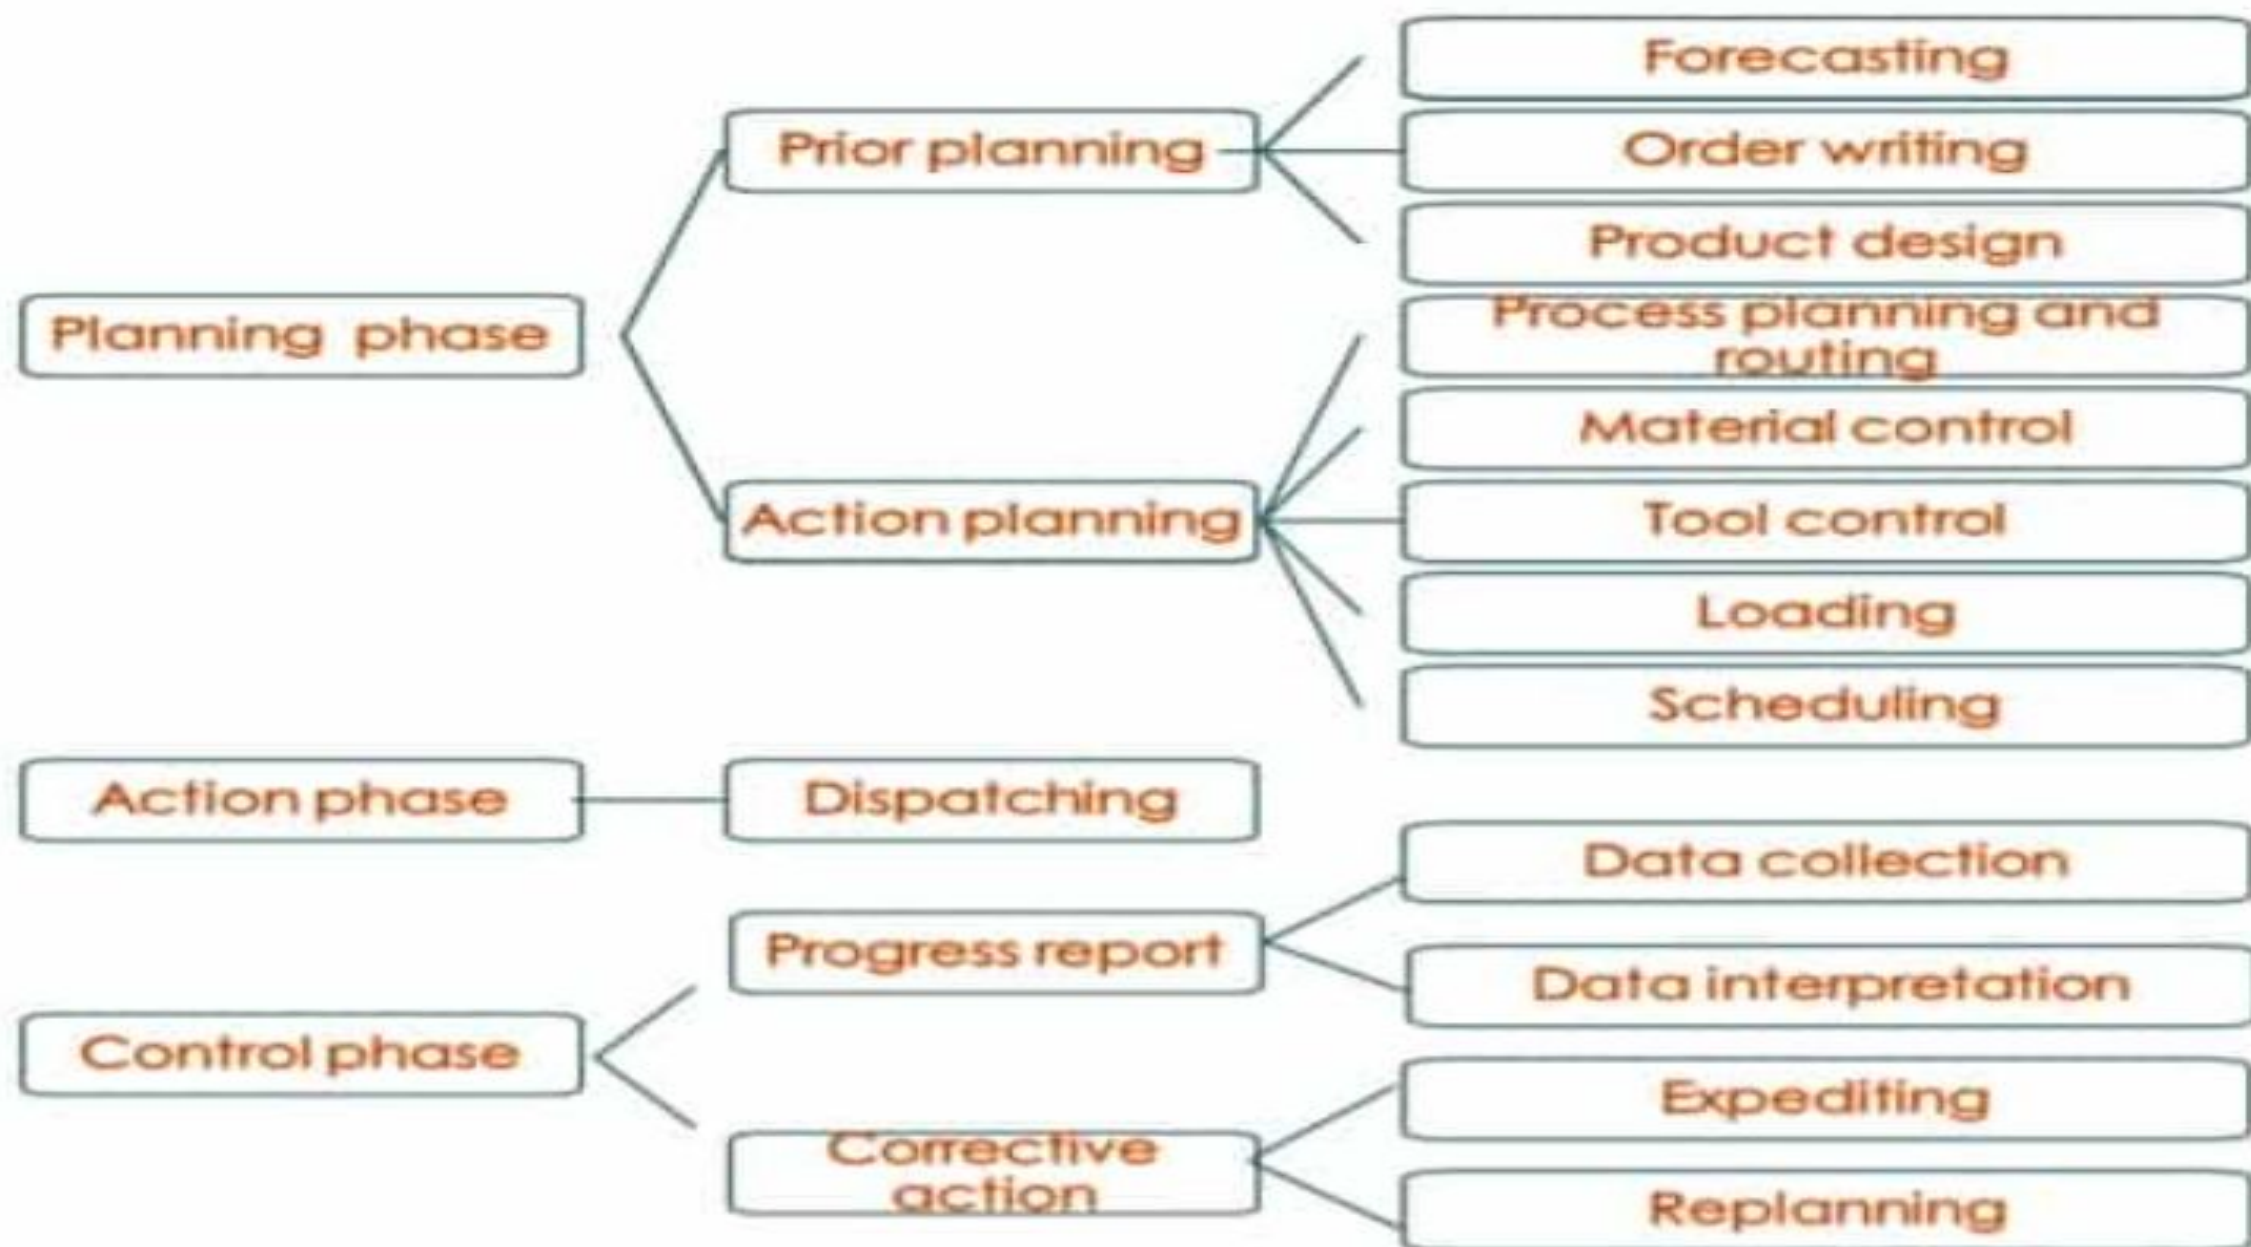 Forecasting
Prior planning
Order writing
Product design
Planning phase
Process planning and
routing
Material control
Action planning
Tool control
Loading
Scheduling
Action phase
Dispatching
Data collection
Progress report
Data interpretation
Control phase
Expediting
Corrective
action
Replanning